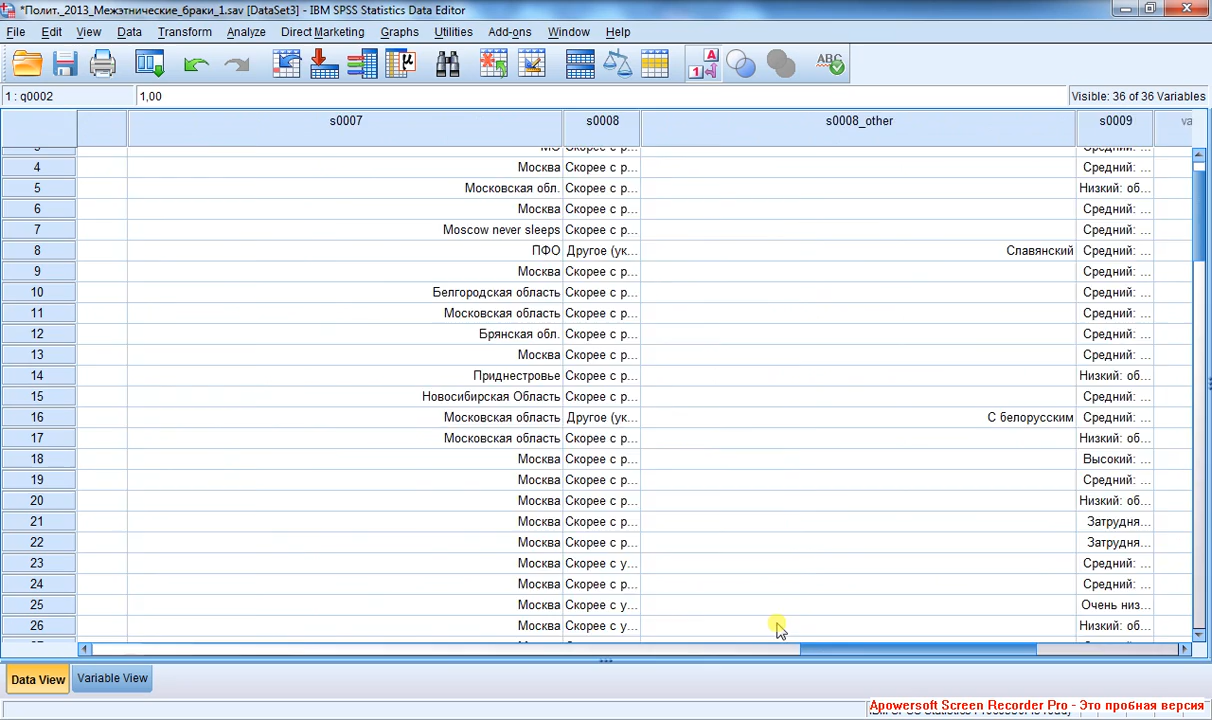 *Полит._2013_Межэтнические_браки_1.sav [DataSet3] - IBM SPSS Statistics Data Editor
File Edit View Data Transform Analyze Direct Marketing Graphs Utilities Add-ons Window Help
1 : q0002 1,00 Visible: 36 of 36 Variables
s0007 s0008 s0008_other s0009 va
4 Москва Скорее с р... Средний: ...
5 Московская обл. Скорее с р... Низкий: об...
6 Москва Скорее с р... Средний: ...
7 Moscow never sleeps Скорее с р... Средний: ...
8 ПФО Другое (ук... Славянский Средний: ...
9 Москва Скорее с р... Средний: ...
10 Белгородская область Скорее с р... Средний: ...
11 Московская область Скорее с р... Средний: ...
12 Брянская обл. Скорее с р... Средний: ...
13 Москва Скорее с р... Средний: ...
14 Приднестровье Скорее с р... Низкий: об...
15 Новосибирская Область Скорее с р... Средний: ...
16 Московская область Другое (ук... С белорусским Средний: ...
17 Московская область Скорее с р... Низкий: об...
18 Москва Скорее с р... Высокий: ...
19 Москва Скорее с р... Средний: ...
20 Москва Скорее с р... Низкий: об...
21 Москва Скорее с р... Затрудня...
22 Москва Скорее с р... Затрудня...
23 Москва Скорее с у... Средний: ...
24 Москва Скорее с р... Средний: ...
25 Москва Скорее с у... Очень низ...
26 Москва Скорее с у... Низкий: об...
Data View Variable View
Apowersoft Screen Recorder Pro - Это пробная версия